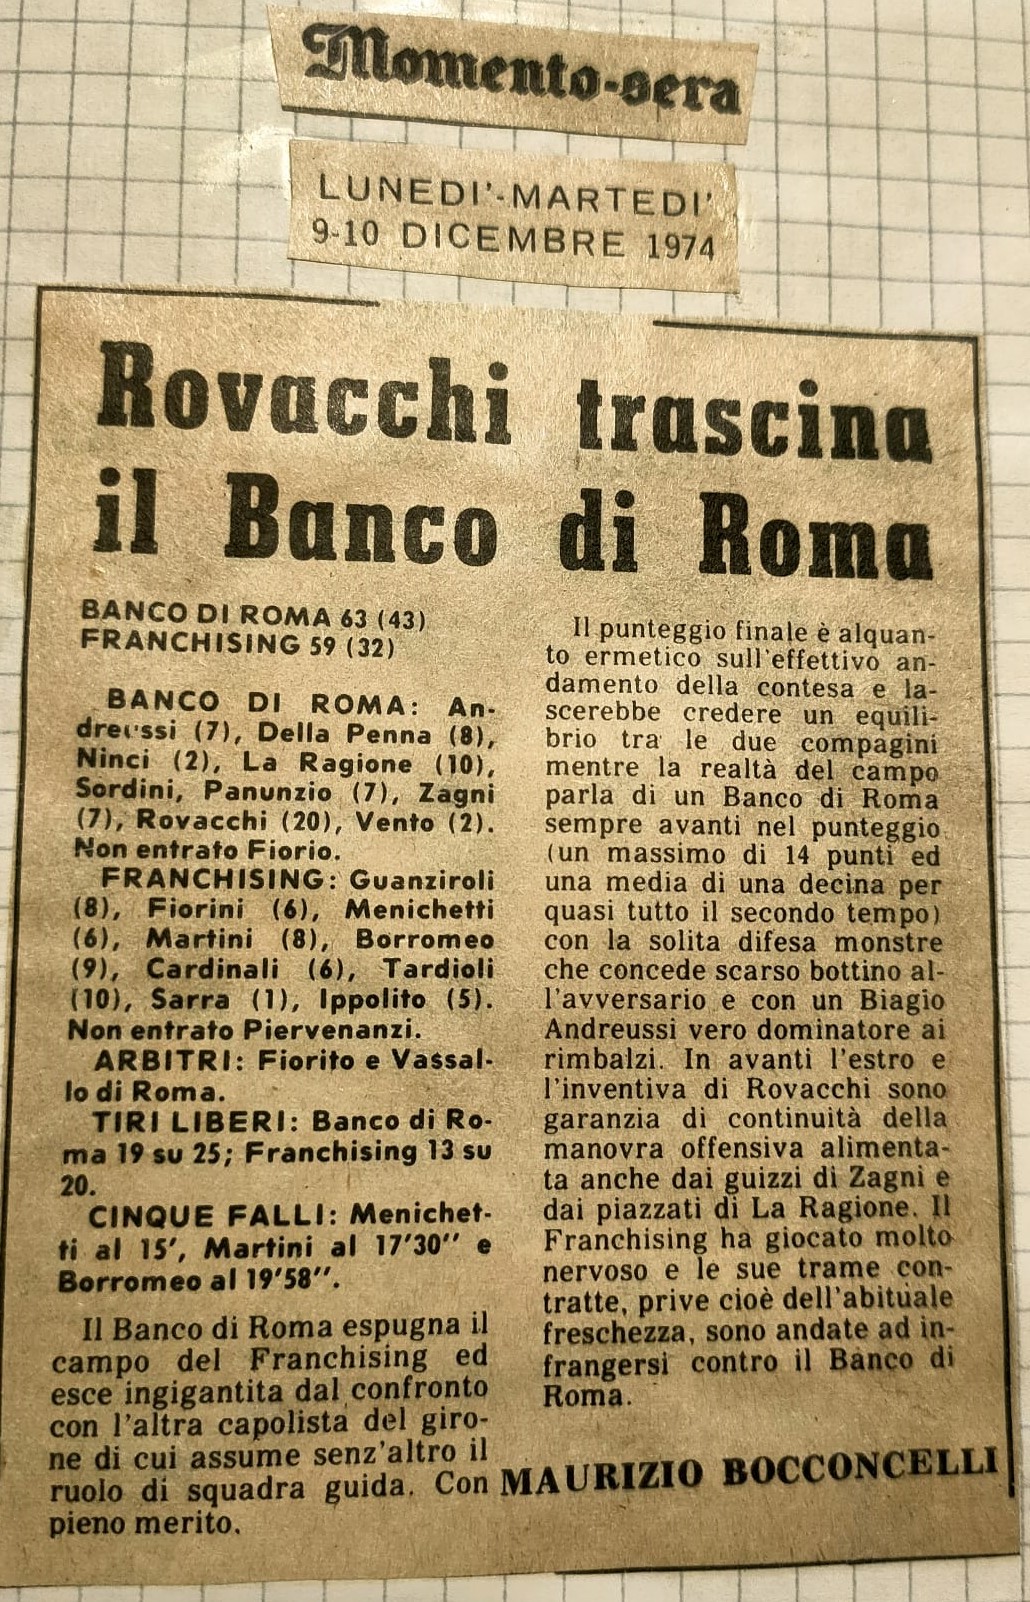 Momento-sera
LUNEDI'-MARTEDI'
9-10 DICEMBRE 1974
Rovacchi trascina
il Banco di Roma
BANCO DI ROMA 63 (43)
FRANCHISING 59 (32)
BANCO DI ROMA: An-
dreussi (7), Della Penna (8),
Ninci (2), La Ragione (10),
Sordini, Panunzio (7), Zagni
(7), Rovacchi (20), Vento (2).
Non entrato Fiorio.
FRANCHISING: Guanziroli
(8), Fiorini (6), Menichetti
(6), Martini (8), Borromeo
(9), Cardinali (6), Tardioli
(10), Sarra (1), Ippolito (5).
Non entrato Piervenanzi.
ARBITRI: Fiorito e Vassal-
lo di Roma.
TIRI LIBERI: Banco di Ro-
ma 19 su 25; Franchising 13 su
20.
CINQUE FALLI: Menichet-
ti al 15', Martini al 17'30'' e
Borromeo al 19'58''.
Il Banco di Roma espugna il
campo del Franchising ed
esce ingigantita dal confronto
con l'altra capolista del giro-
ne di cui assume senz'altro il
ruolo di squadra guida. Con
pieno merito.
Il punteggio finale è alquan-
to ermetico sull'effettivo an-
damento della contesa e la-
scerebbe credere un equili-
brio tra le due compagini
mentre la realtà del campo
parla di un Banco di Roma
sempre avanti nel punteggio
(un massimo di 14 punti ed
una media di una decina per
quasi tutto il secondo tempo)
con la solita difesa monstre
che concede scarso bottino al-
l'avversario e con un Biagio
Andreussi vero dominatore ai
rimbalzi. In avanti l'estro e
l'inventiva di Rovacchi sono
garanzia di continuità della
manovra offensiva alimenta-
ta anche dai guizzi di Zagni e
dai piazzati di La Ragione. Il
Franchising ha giocato molto
nervoso e le sue trame con-
tratte, prive cioè dell'abituale
freschezza, sono andate ad in-
frangersi contro il Banco di
Roma.
MAURIZIO BOCCONCELLI